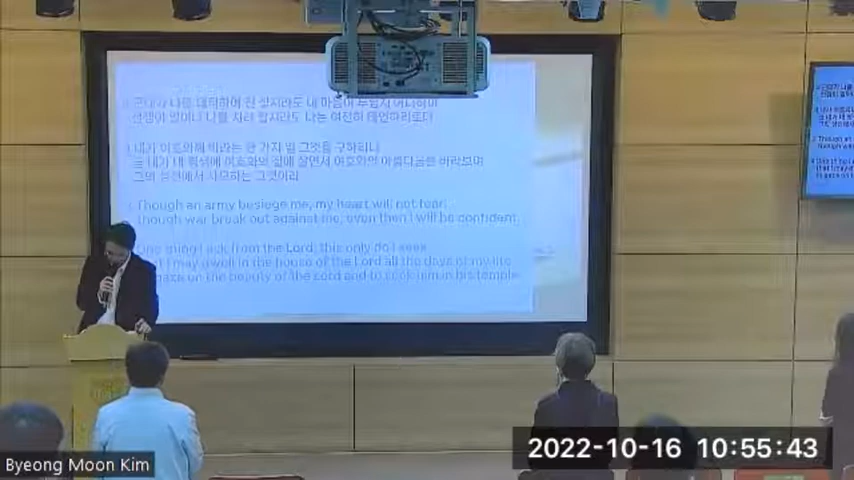 군대가 나를 대적하여 진 칠지라도 내 마음이 두렵지 아니하며
전쟁이 일어나 나를 치려 할지라도 나는 여전히 태연하리로다
내가 여호와께 바라는 한 가지 일 그것을 구하리니
곧 내가 내 평생에 여호와의 집에 살면서 여호와의 아름다움을 바라보며
그의 성전에서 사모하는 그것이라
Though an army besiege me, my heart will not fear;
though war break out against me, even then I will be confident.
One thing I ask from the Lord, this only do I seek:
I may dwell in the house of the Lord all the days of my life
gaze on the beauty of the Lord and to seek him in his temple.
Byeong Moon Kim
2022-10-16 10:55:43